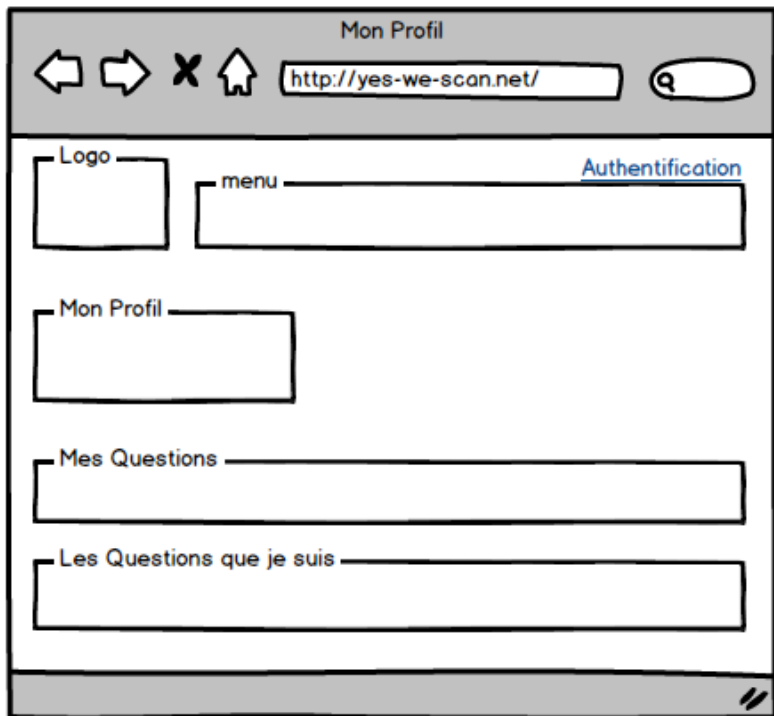 Mon Profil
http://yes-we-scan.net/
Logo
Authentification
menu
Mon Profil
Mes Questions
Les Questions que je suis